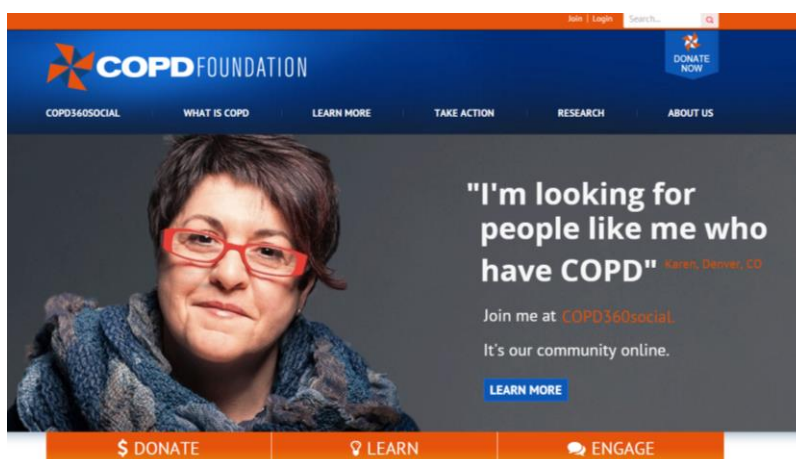 Join | Login Search...
COPD FOUNDATION
DONATE
NOW
COPD360SOCIAL WHAT IS COPD LEARN MORE TAKE ACTION RESEARCH ABOUT US
"I'm looking for
people like me who
have COPD" Karen, Denver, CO
Join me at COPD360social.
It's our community online.
LEARN MORE
$ DONATE LEARN ENGAGE